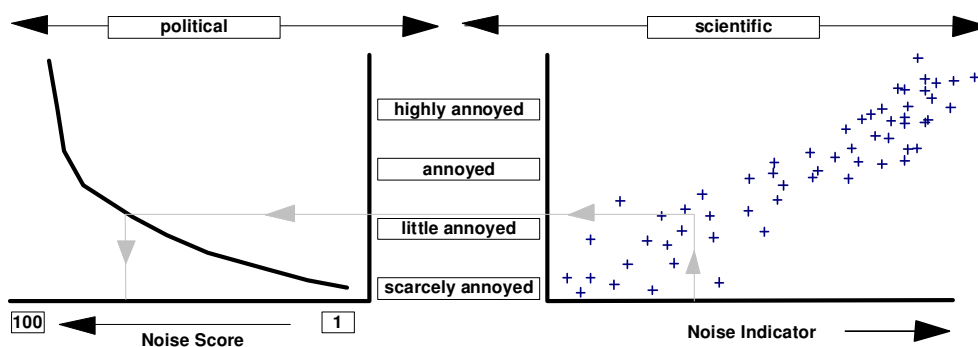 political
scientific
highly annoyed
annoyed
little annoyed
scarcely annoyed
100
1
Noise Score
Noise Indicator